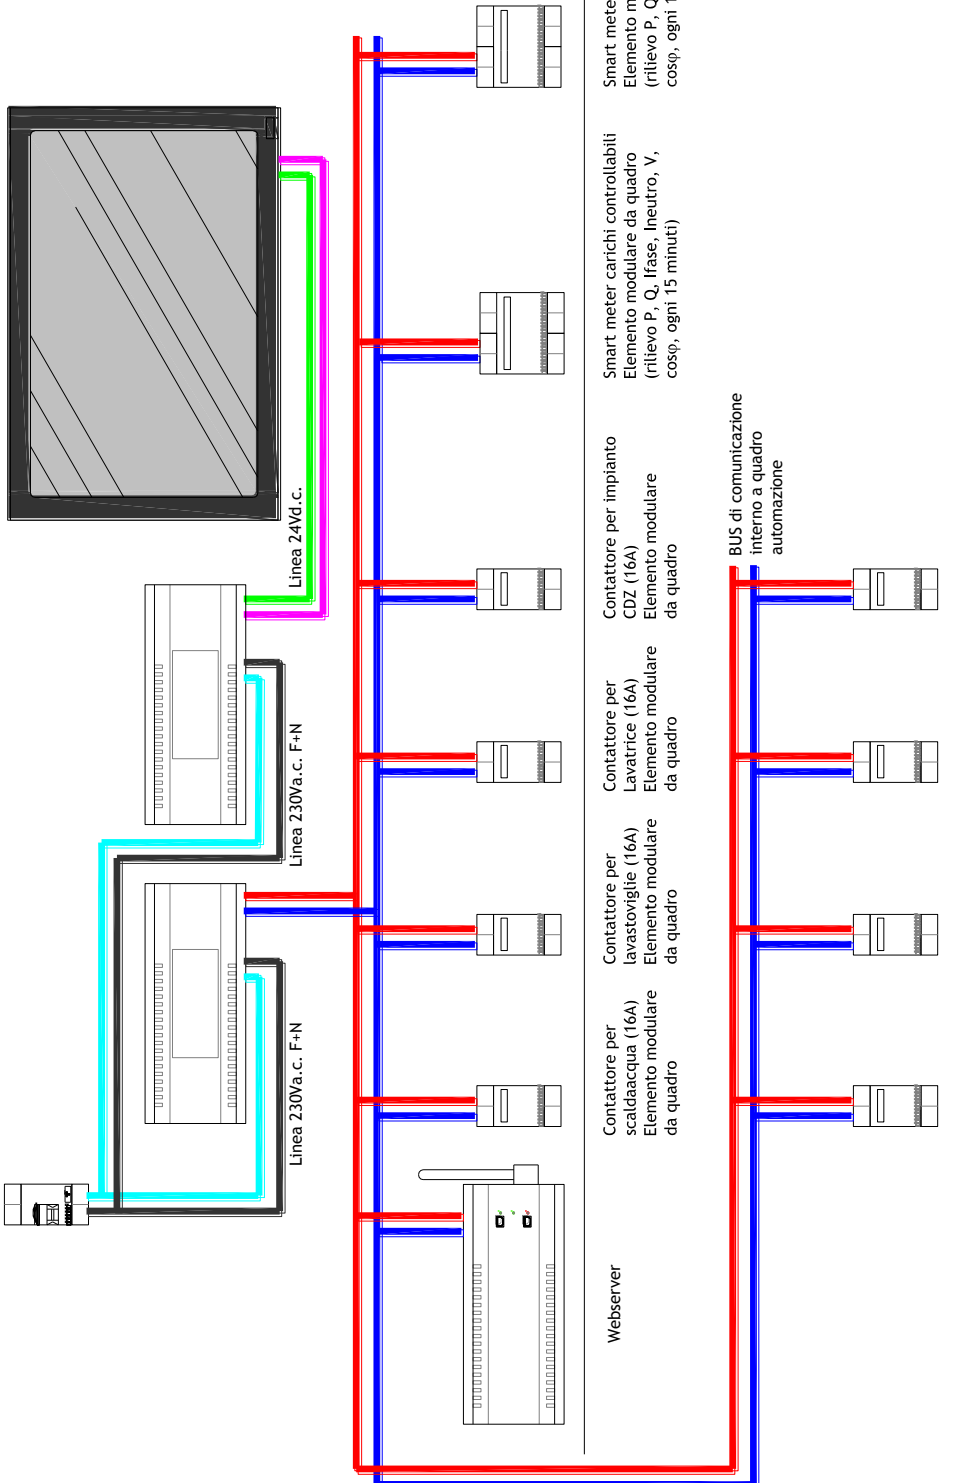 Linea 24Vd.c.
Linea 230Va.c. F+N
Linea 230Va.c. F+N
Webserver
Contattore per
scaldaacqua (16A)
Elemento modulare
da quadro
Contattore per
lavastoviglie (16A)
Elemento modulare
da quadro
Contattore per
Lavatrice (16A)
Elemento modulare
da quadro
Contattore per impianto
CDZ (16A)
Elemento modulare
da quadro
Smart meter carichi controllabili
Elemento modulare da quadro
(rilievo P, Q, Ifase, Ineutro, V,
cosφ, ogni 15 minuti)
Smart mete
Elemento m
(rilievo P, Q
cosφ, ogni 1
BUS di comunicazione
interno a quadro
automazione